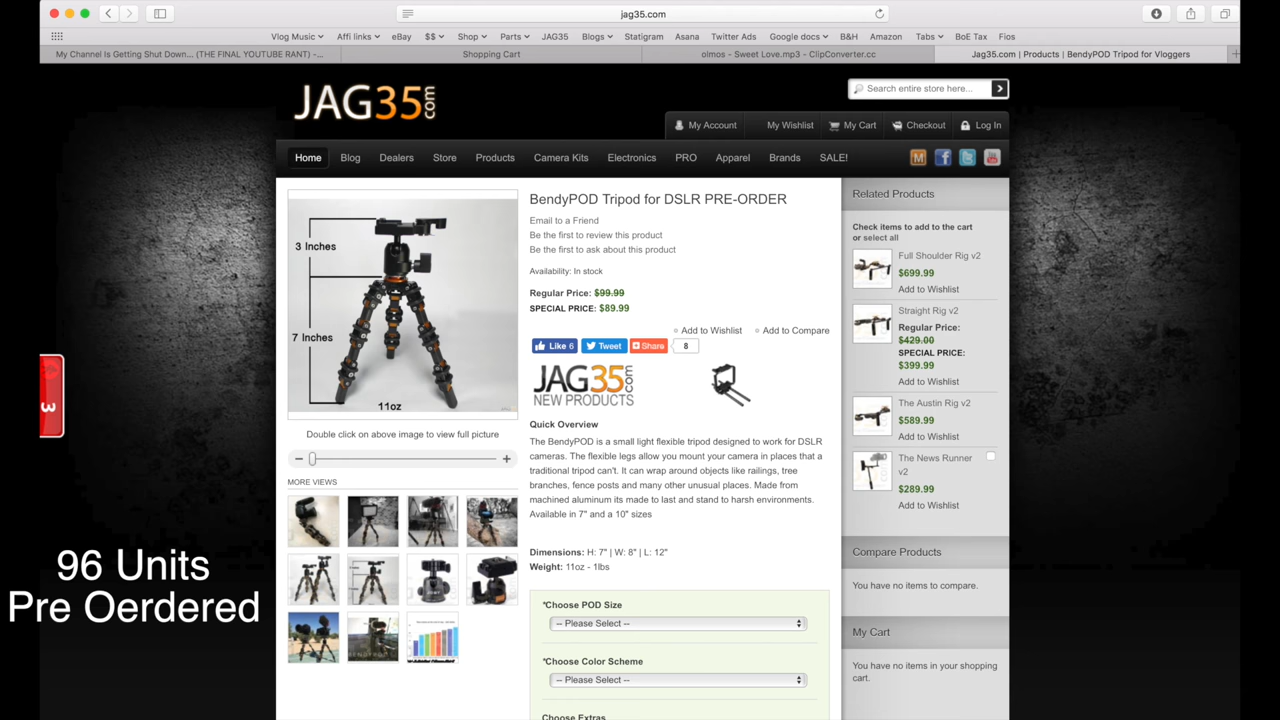 jag35.com
Vlog Music
Affi links
eBay
$$
Shop
Parts
JAG35
Blogs
Statigram
Asana
Twitter Ads
Google docs
B&H
Amazon
Tabs
BoE Tax
Fios
My Channel Is Getting Shut Down... (THE FINAL YOUTUBE RANT) -...
Shopping Cart
oimos - Sweet Love.mp3 - ClipConverter.cc
Jag35.com | Products | BendyPOD Tripod for Vloggers
JAG35.com
Search entire store here...
My Account
My Wishlist
My Cart
Checkout
Log In
Home
Blog
Dealers
Store
Products
Camera Kits
Electronics
PRO
Apparel
Brands
SALE!
3 Inches
7 Inches
11oz
Double click on above image to view full picture
MORE VIEWS
BendyPOD Tripod for DSLR PRE-ORDER
Email to a Friend
Be the first to review this product
Be the first to ask about this product
Availability: In stock
Regular Price: $99.99
SPECIAL PRICE: $89.99
Add to Wishlist
Add to Compare
Like 6
Tweet
Share
8
JAG35.com
NEW PRODUCTS
Quick Overview
The BendyPOD is a small light flexible tripod designed to work for DSLR
cameras. The flexible legs allow you mount your camera in places that a
traditional tripod can't. It can wrap around objects like railings, tree
branches, fence posts and many other unusual places. Made from
machined aluminum its made to last and stand to harsh environments.
Available in 7" and a 10" sizes
Dimensions: H: 7" | W: 8" | L: 12"
Weight: 11oz - 1lbs
*Choose POD Size
-- Please Select --
*Choose Color Scheme
-- Please Select --
Choose Extras
Related Products
Check items to add to the cart
or select all
Full Shoulder Rig v2
$699.99
Add to Wishlist
Straight Rig v2
Regular Price:
$429.00
SPECIAL PRICE:
$399.99
Add to Wishlist
The Austin Rig v2
$589.99
Add to Wishlist
The News Runner
v2
$289.99
Add to Wishlist
Compare Products
You have no items to compare.
My Cart
You have no items in your shopping
cart.
3
96 Units
Pre Oerdered